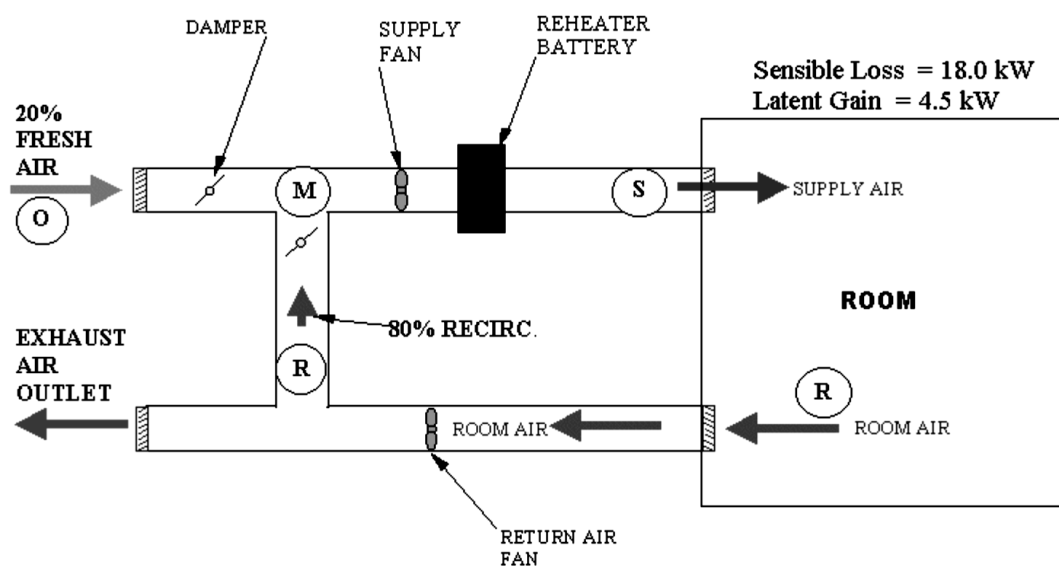 DAMPER
SUPPLY
FAN
REHEATER
BATTERY
Sensible Loss = 18.0 kW
Latent Gain = 4.5 kW
20%
FRESH
AIR
O
M
S
SUPPLY AIR
ROOM
80% RECIRC.
EXHAUST
AIR
OUTLET
R
R
ROOM AIR
ROOM AIR
RETURN AIR
FAN